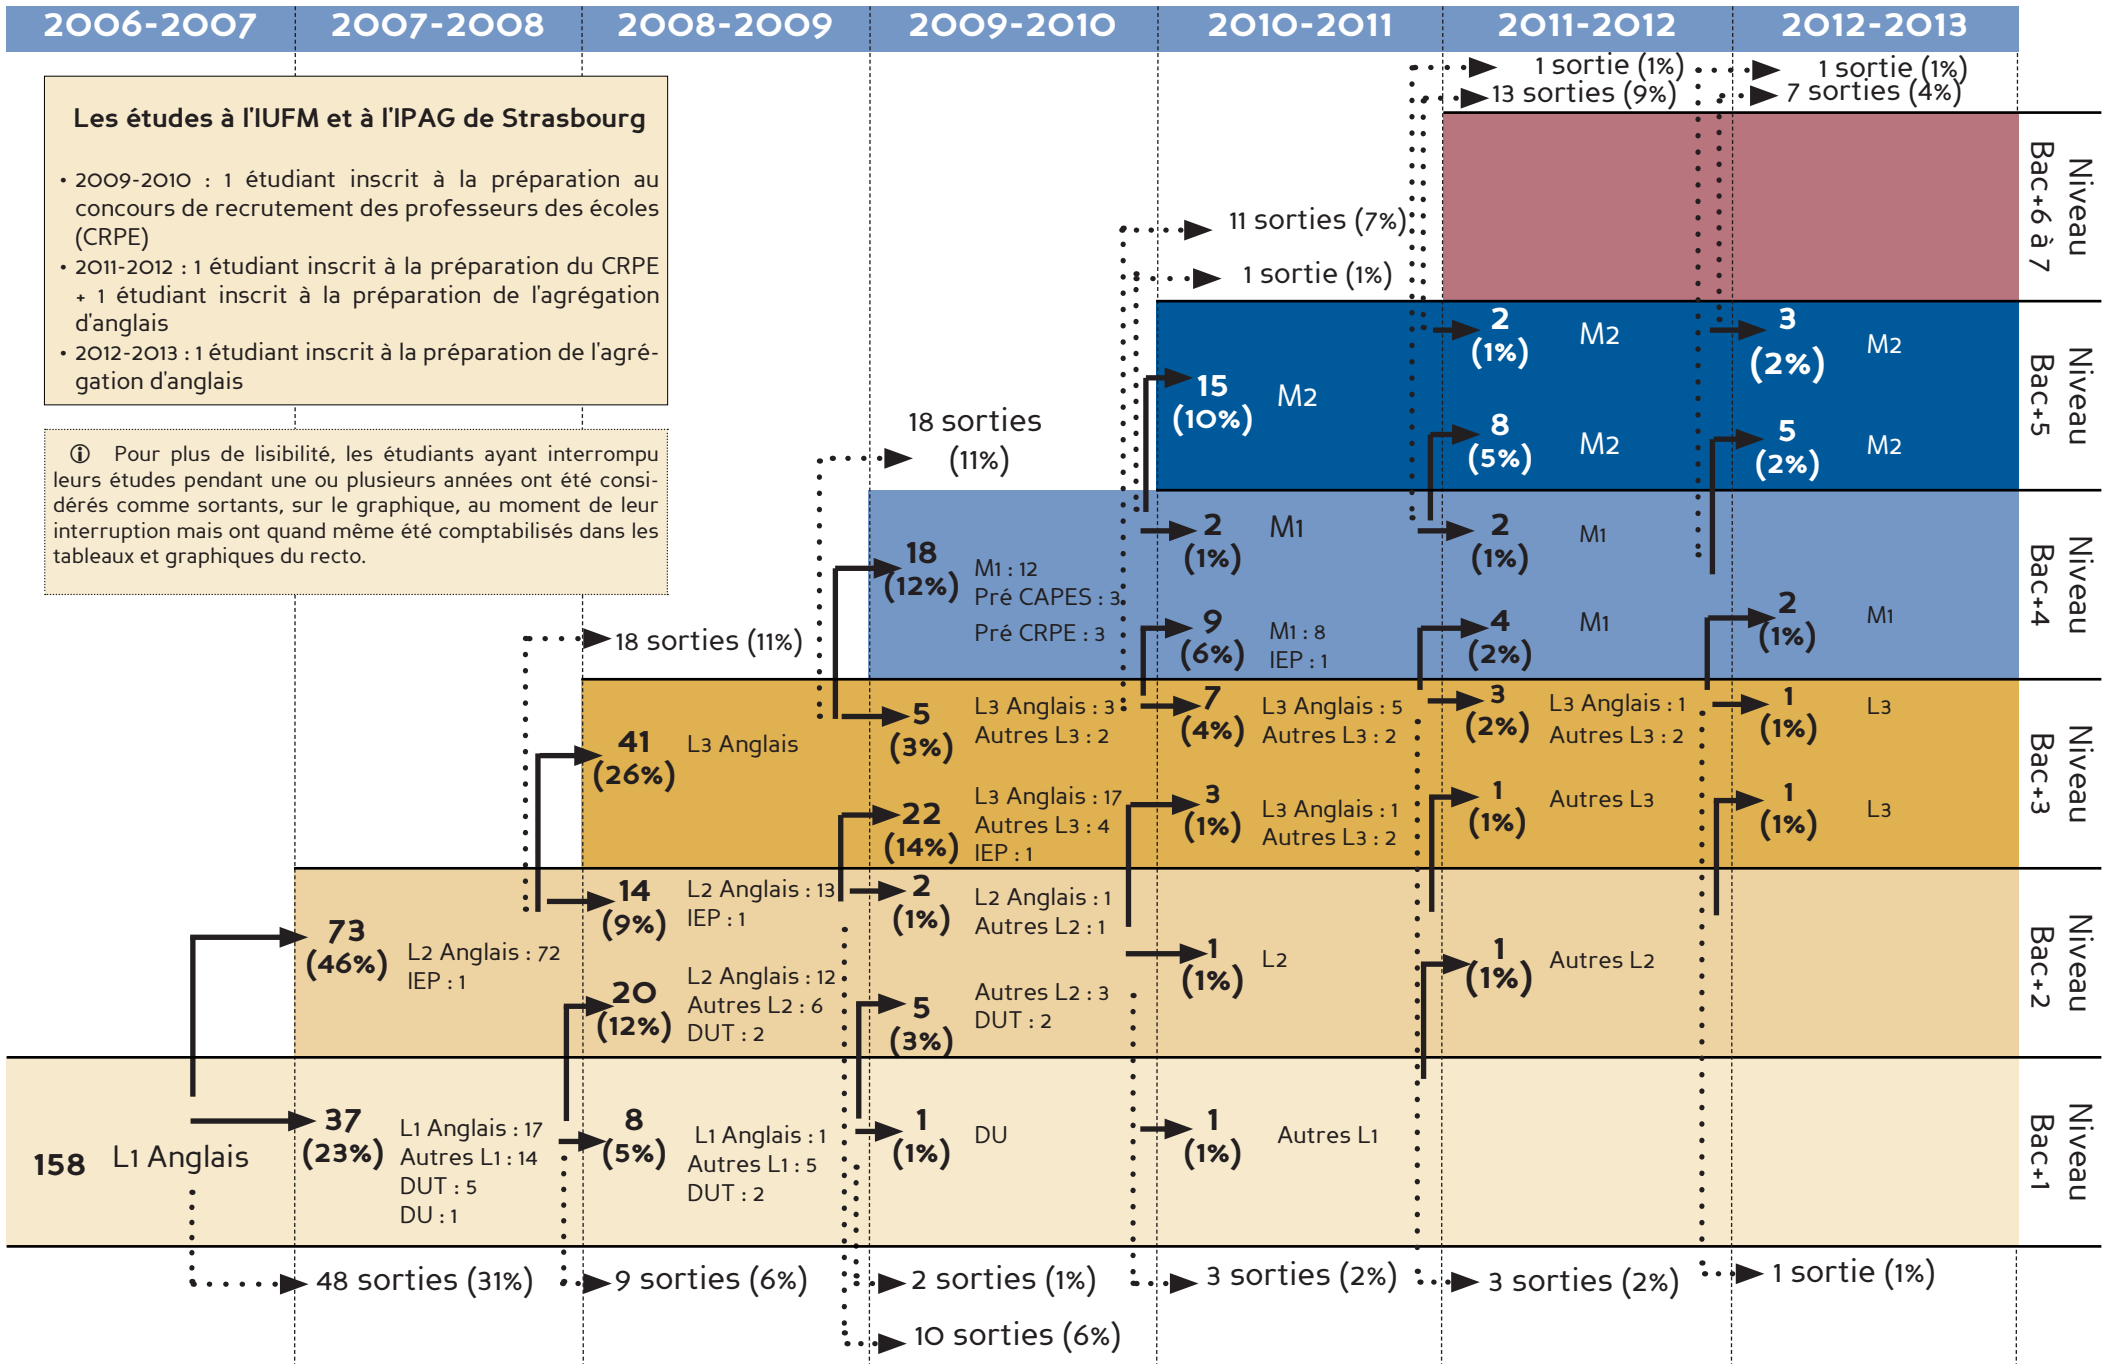 2006-2007
2007-2008
2008-2009
2009-2010
2010-2011
2011-2012
2012-2013
Les études à l'IUFM et à l'IPAG de Strasbourg
• 2009-2010 : 1 étudiant inscrit à la préparation au
concours de recrutement des professeurs des écoles
(CRPE)
• 2011-2012 : 1 étudiant inscrit à la préparation du CRPE
+ 1 étudiant inscrit à la préparation de l'agrégation
d'anglais
• 2012-2013 : 1 étudiant inscrit à la préparation de l'agré-
gation d'anglais
ⓘ Pour plus de lisibilité, les étudiants ayant interrompu
leurs études pendant une ou plusieurs années ont été consi-
dérés comme sortants, sur le graphique, au moment de leur
interruption mais ont quand même été comptabilisés dans les
tableaux et graphiques du recto.
158
L1 Anglais
73
(46%)
L2 Anglais : 72
IEP : 1
37
(23%)
L1 Anglais : 17
Autres L1 : 14
DUT : 5
DU : 1
48 sorties (31%)
18 sorties (11%)
41
(26%)
L3 Anglais
14
(9%)
L2 Anglais : 13
IEP : 1
20
(12%)
L2 Anglais : 12
Autres L2 : 6
DUT : 2
8
(5%)
L1 Anglais : 1
Autres L1 : 5
DUT : 2
9 sorties (6%)
18 sorties
(11%)
18
(12%)
M1 : 12
Pré CAPES : 3
Pré CRPE : 3
5
(3%)
L3 Anglais : 3
Autres L3 : 2
22
(14%)
L3 Anglais : 17
Autres L3 : 4
IEP : 1
2
(1%)
L2 Anglais : 1
Autres L2 : 1
5
(3%)
Autres L2 : 3
DUT : 2
1
(1%)
DU
2 sorties (1%)
10 sorties (6%)
11 sorties (7%)
1 sortie (1%)
15
(10%)
M2
2
(1%)
M1
9
(6%)
M1 : 8
IEP : 1
7
(4%)
L3 Anglais : 5
Autres L3 : 2
3
(1%)
L3 Anglais : 1
Autres L3 : 2
1
(1%)
L2
1
(1%)
Autres L1
3 sorties (2%)
1 sortie (1%)
13 sorties (9%)
2
(1%)
M2
8
(5%)
M2
2
(1%)
M1
4
(2%)
M1
3
(2%)
L3 Anglais : 1
Autres L3 : 2
1
(1%)
Autres L3
1
(1%)
Autres L2
3 sorties (2%)
1 sortie (1%)
7 sorties (4%)
3
(2%)
M2
5
(2%)
M2
2
(1%)
M1
1
(1%)
L3
1
(1%)
L3
1 sortie (1%)
Niveau
Bac+6 à 7
Niveau
Bac+5
Niveau
Bac+4
Niveau
Bac+3
Niveau
Bac+2
Niveau
Bac+1